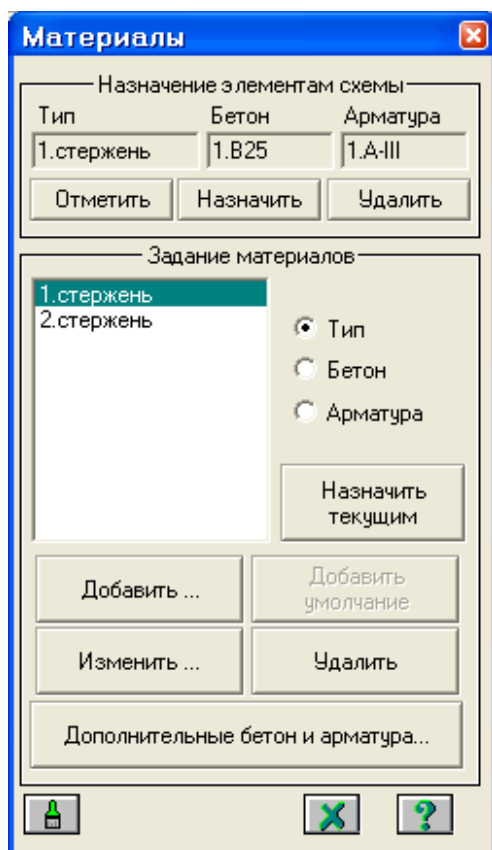 Материалы
Назначение элементам схемы
Тип Бетон Арматура
1.стержень 1.В25 1.А-III
Отметить Назначить Удалить
Задание материалов
1.стержень
2.стержень
Тип
Бетон
Арматура
Назначить
текущим
Добавить ...
Добавить
умолчание
Изменить ...
Удалить
Дополнительные бетон и арматура...
?